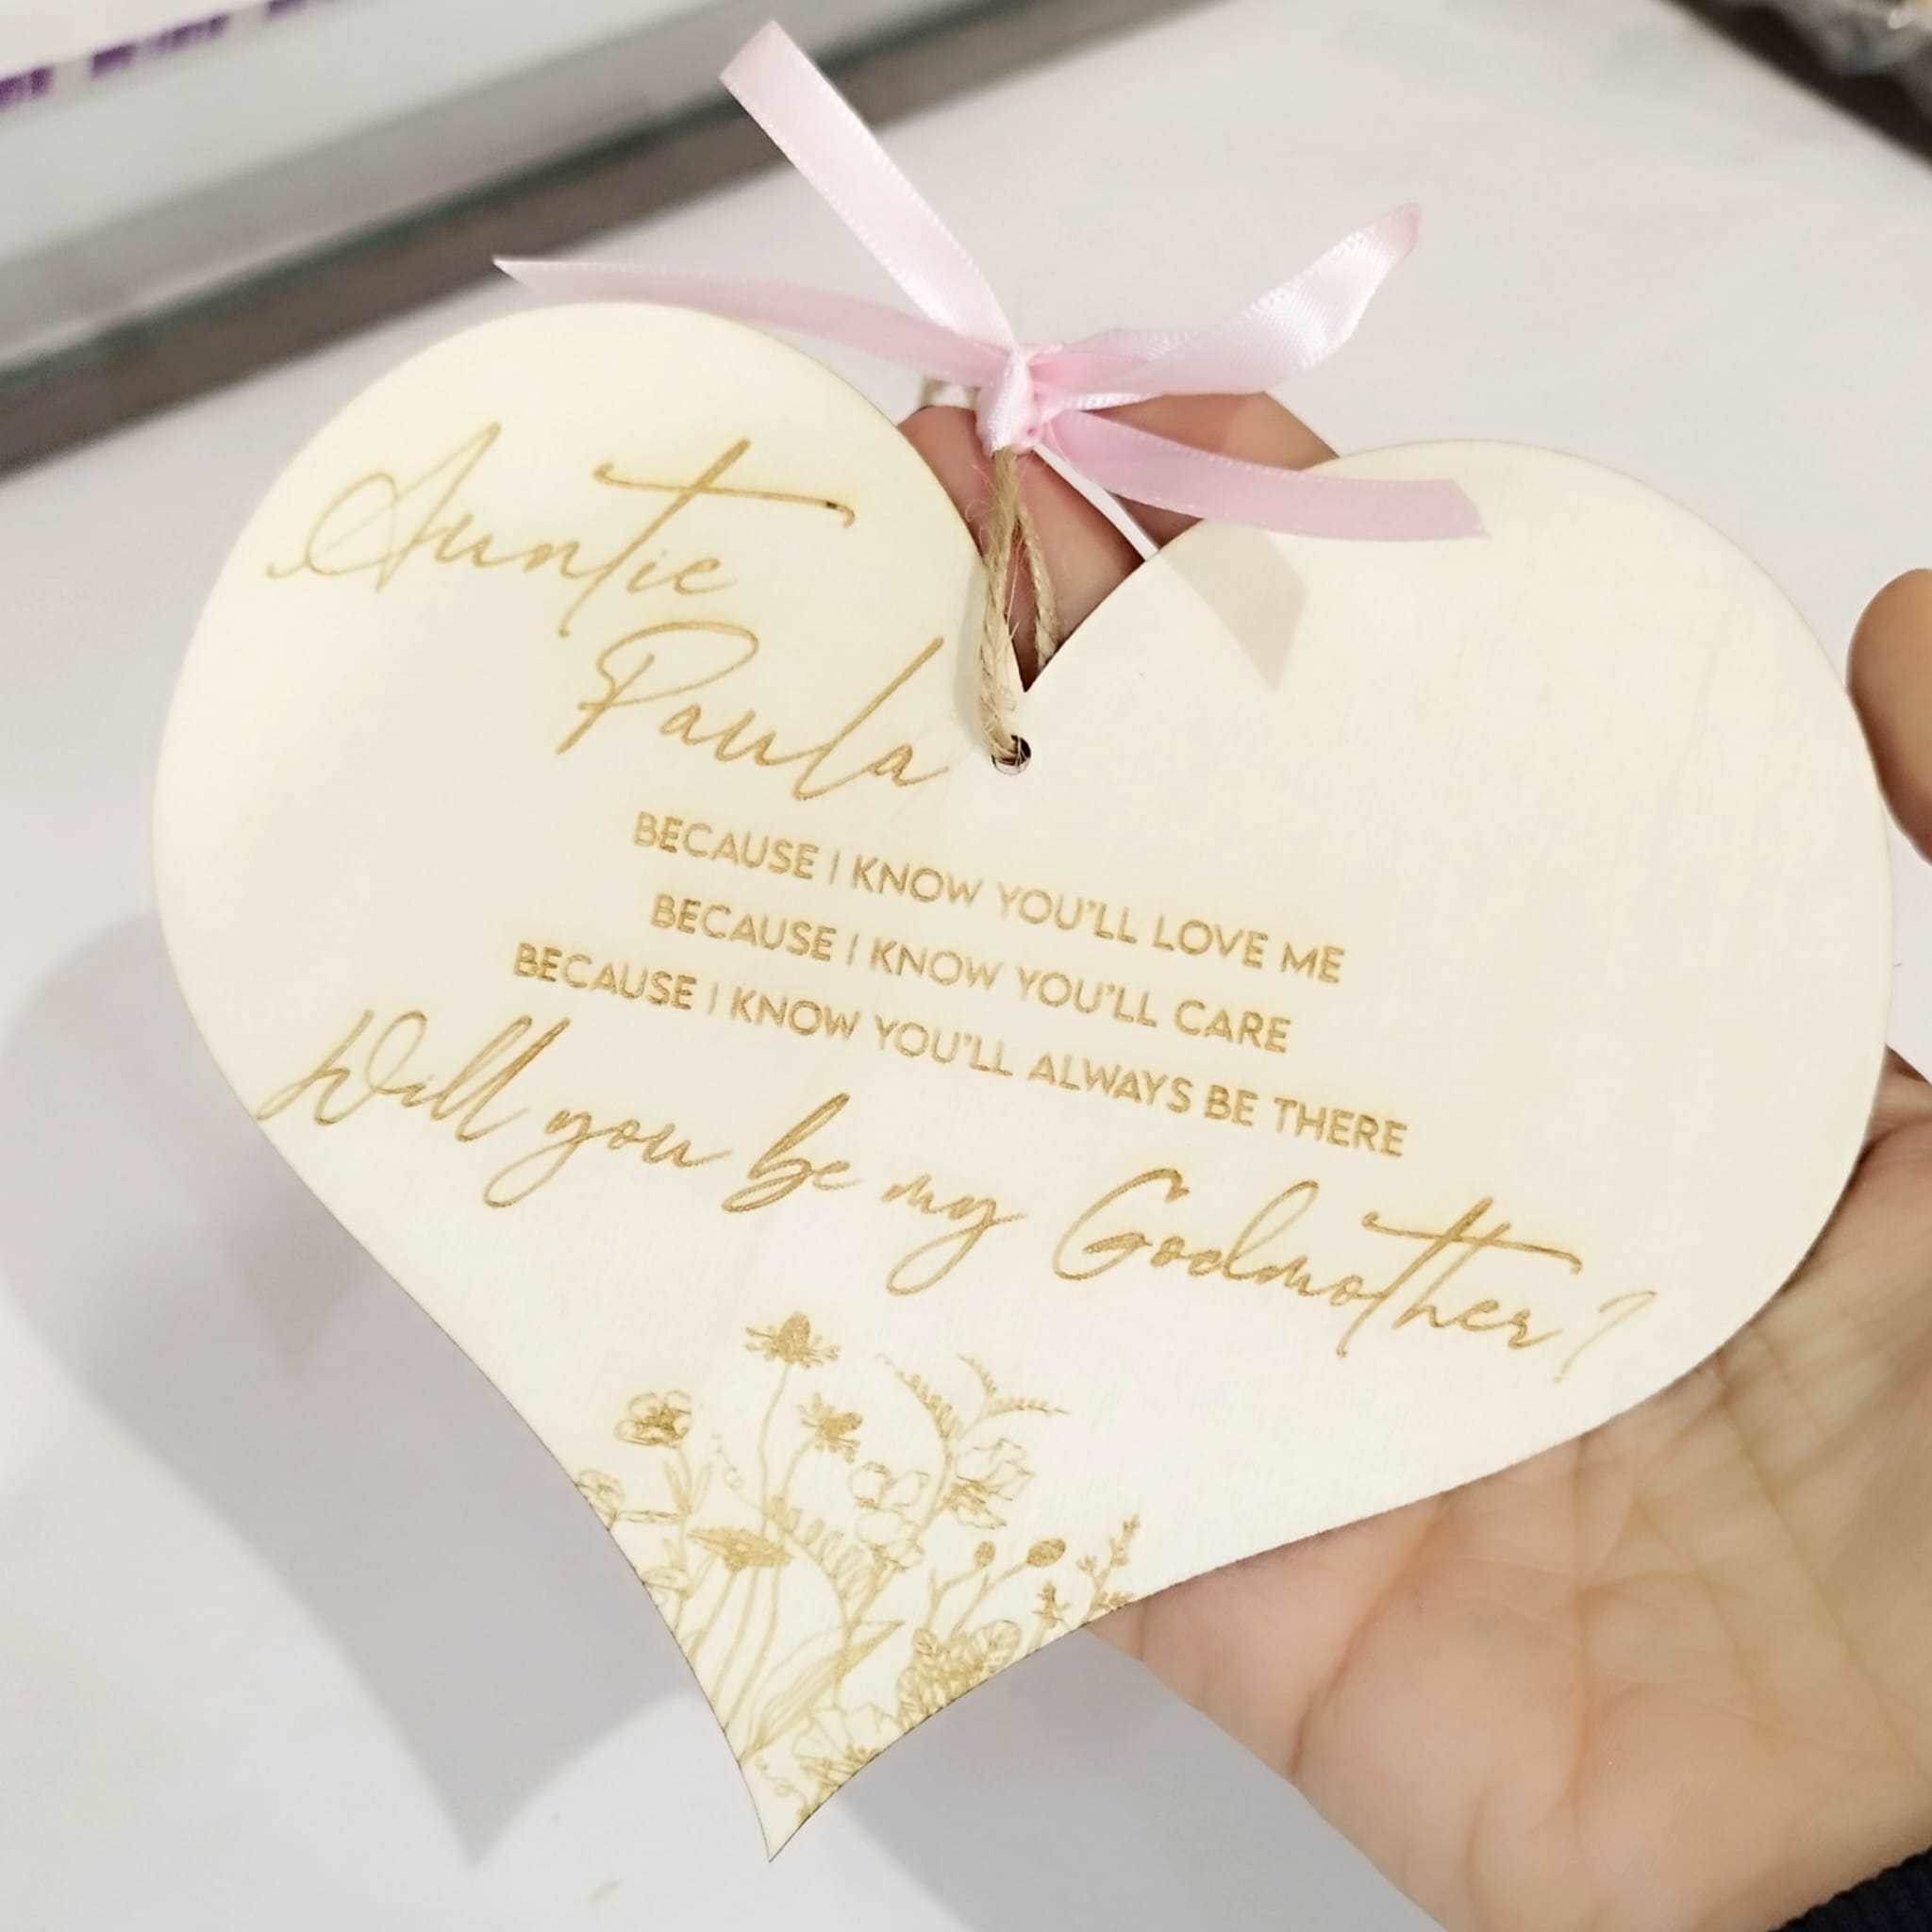 Auntie
Paula
BECAUSE I KNOW YOU'LL LOVE ME
BECAUSE I KNOW YOU'LL CARE
BECAUSE I KNOW YOU'LL ALWAYS BE THERE
Will you be my Godmother?